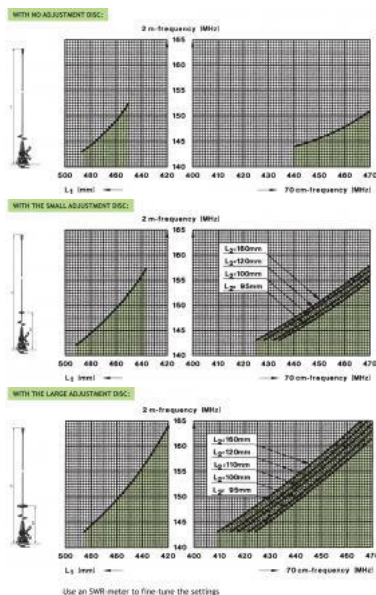 WITH NO ADJUSTMENT DISC:
2 m-frequency (MHz)
165
160
150
145
140
500 480 460 440 420 400 410 420 430 440 450 460 470
L₁ (mm) 70 cm-frequency (MHz)
WITH THE SMALL ADJUSTMENT DISC:
2 m-frequency (MHz)
165
160
155
150
145
140
L₂=160mm
L₂=120mm
L₂=100mm
L₂= 95mm
500 480 460 440 420 400 410 420 430 440 450 460 470
L₁ (mm) 70 cm-frequency (MHz)
WITH THE LARGE ADJUSTMENT DISC:
2 m-frequency (MHz)
165
160
155
150
145
140
L₂=160mm
L₂=120mm
L₂=110mm
L₂=100mm
L₂= 95mm
500 480 460 440 420 400 410 420 430 440 450 460 470
L₁ (mm) 70 cm-frequency (MHz)
Use an SWR-meter to fine-tune the settings